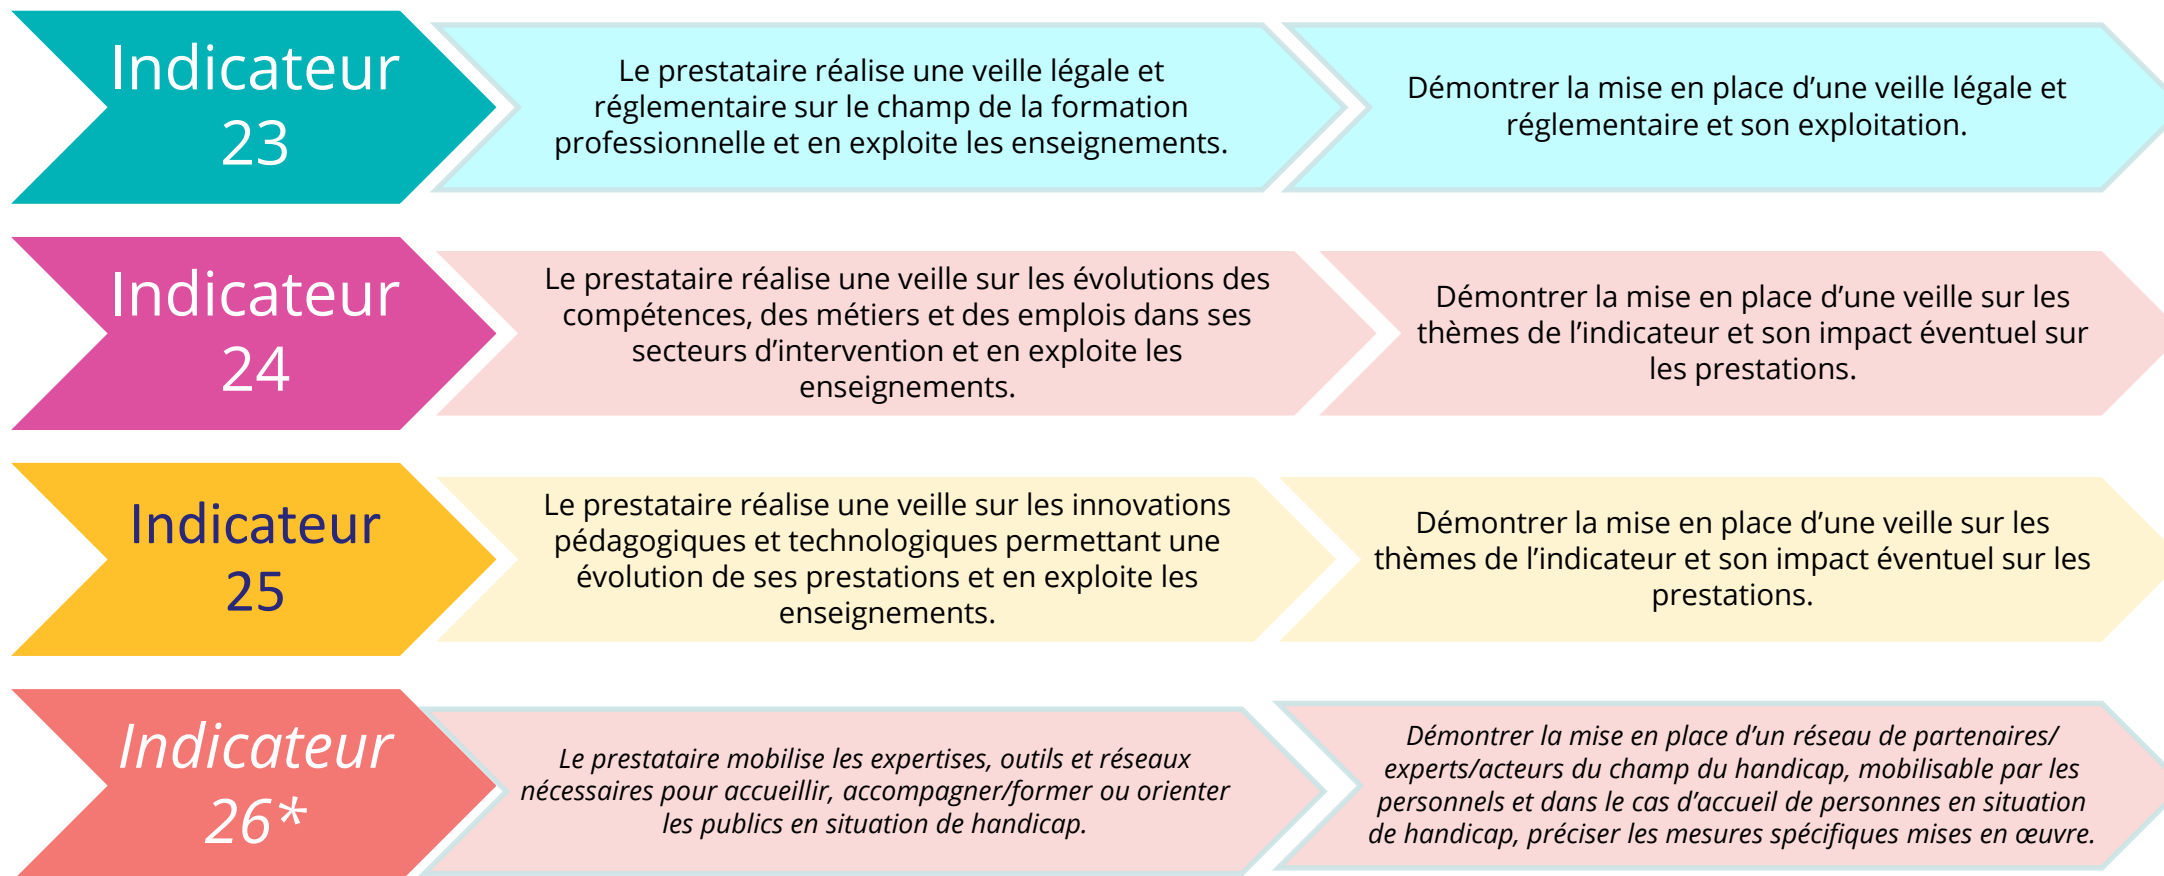 Indicateur
23
Le prestataire réalise une veille légale et
réglementaire sur le champ de la formation
professionnelle et en exploite les enseignements.
Démontrer la mise en place d’une veille légale et
réglementaire et son exploitation.
Indicateur
24
Le prestataire réalise une veille sur les évolutions des
compétences, des métiers et des emplois dans ses
secteurs d’intervention et en exploite les
enseignements.
Démontrer la mise en place d’une veille sur les
thèmes de l’indicateur et son impact éventuel sur
les prestations.
Indicateur
25
Le prestataire réalise une veille sur les innovations
pédagogiques et technologiques permettant une
évolution de ses prestations et en exploite les
enseignements.
Démontrer la mise en place d’une veille sur les
thèmes de l’indicateur et son impact éventuel sur les
prestations.
Indicateur
26*
Le prestataire mobilise les expertises, outils et réseaux
nécessaires pour accueillir, accompagner/former ou orienter
les publics en situation de handicap.
Démontrer la mise en place d’un réseau de partenaires/
experts/acteurs du champ du handicap, mobilisable par les
personnels et dans le cas d’accueil de personnes en situation
de handicap, préciser les mesures spécifiques mises en œuvre.